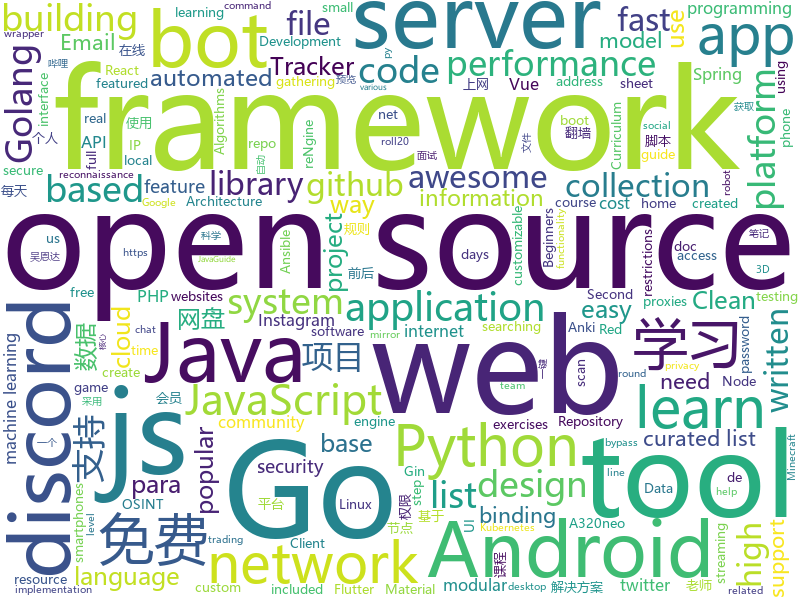 command
wrapper
哔哩
learning
small
programming
py
预览
various
building
bot
server
file
fast
use
app
Email
在线
Development
model
React
featured
automated
Tracker
code
performance
上网
Vue
address
sheet
Spring
using
获取
Golang
interface
real
API
gathering
使用
IP
Algorithms
reNgine
framework
net
roll20
boot
翻墙
文件
面试
social
Curriculum
guide
脚本
platform
phone
个人
full
secure
local
repo
自动
每天
based
feature
library
github
awesome
collection
reconnaissance
Google
Architecture
way
information
course
cost
home
created
robot
us
open source
吴恩达
https
科学
JavaGuide
规则
Ansible
project
customizable
Beginners
functionality
days
restrictions
doc
access
笔记
3D
free
PHP
websites
system
easy
Second
proxies
Clean
testing
discord
数据
cloud
网盘
application
Instagram
software
internet
searching
Anki
Red
password
machine learning
time
chat
核心
Java
项目
mirror
privacy
一键
scan
学习
create
game
会员
need
Node
js
web
team
round
engine
Repository
written
采用
支持
JavaScript
community
exercises
learn
popular
一个
para
base
Go
Python
curated list
security
de
Data
help
免费
OSINT
平台
list
design
tool
bypass
Minecraft
network
step
Gin
权限
节点
基于
binding
A320neo
line
Linux
Client
UI
课程
level
language
trading
Android
high
support
resource
custom
included
Flutter
Material
modular
twitter
老师
解决方案
Kubernetes
implementation
smartphones
streaming
desktop
related